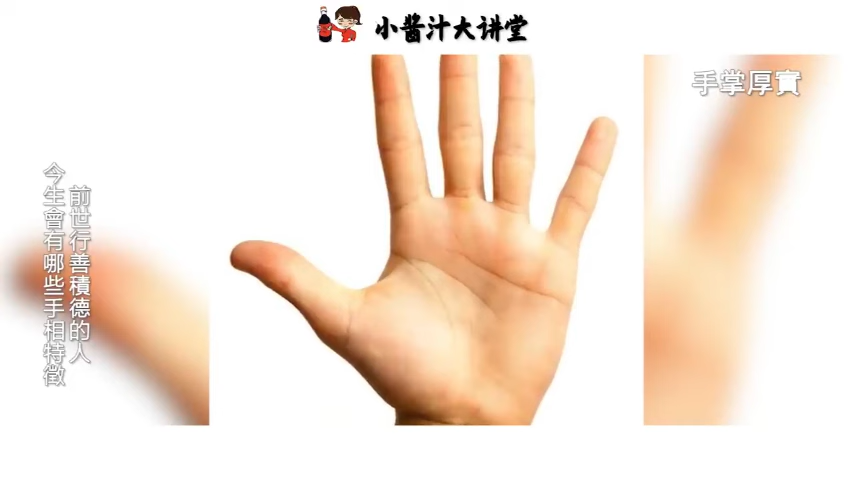 小酱汁大讲堂
手掌厚實
前世行善積德的人
今生會有哪些手相特徵